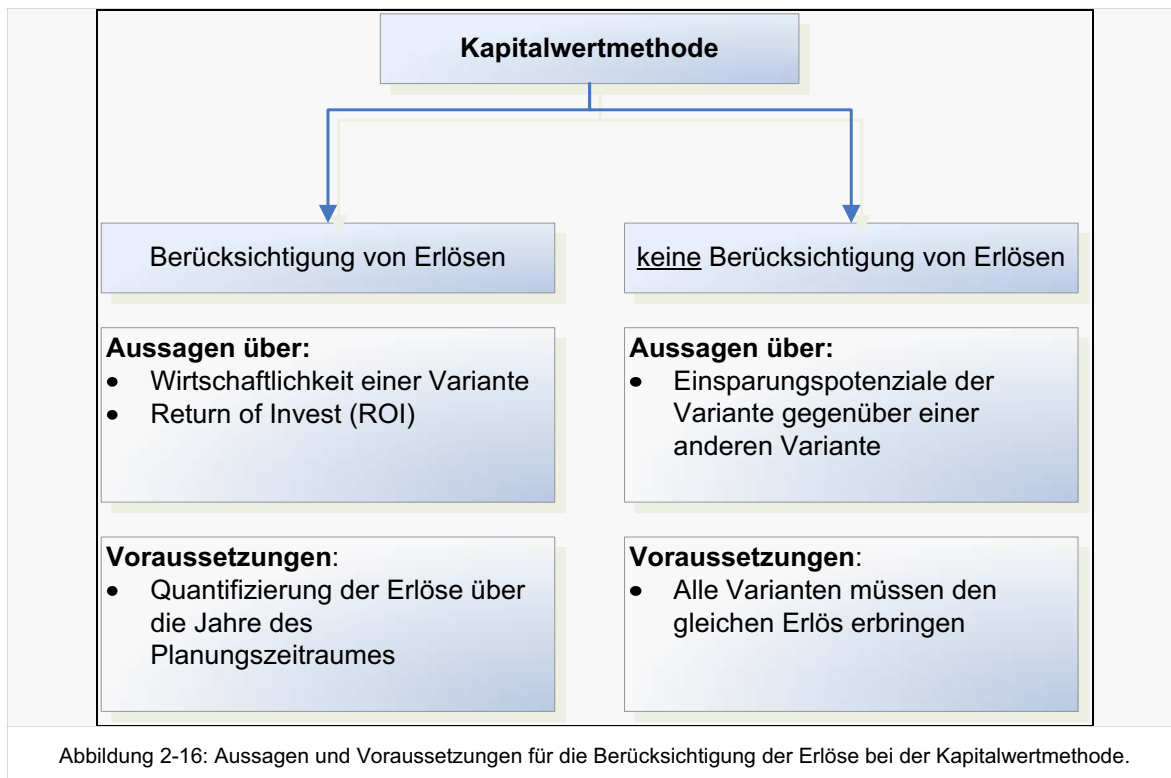 Kapitalwertmethode
Berücksichtigung von Erlösen
keine Berücksichtigung von Erlösen
Aussagen über:
• Wirtschaftlichkeit einer Variante
• Return of Invest (ROI)
Aussagen über:
• Einsparungspotenziale der
Variante gegenüber einer
anderen Variante
Voraussetzungen:
• Quantifizierung der Erlöse über
die Jahre des
Planungszeitraumes
Voraussetzungen:
• Alle Varianten müssen den
gleichen Erlös erbringen
Abbildung 2-16: Aussagen und Voraussetzungen für die Berücksichtigung der Erlöse bei der Kapitalwertmethode.